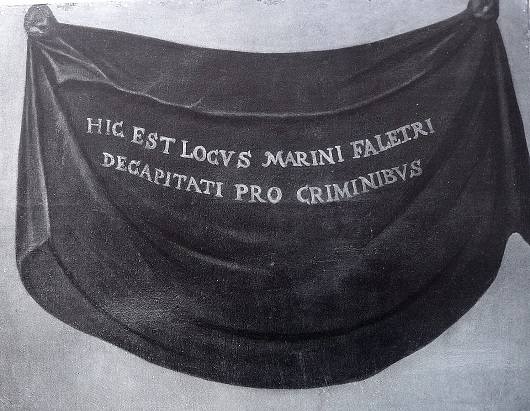 HIC EST LOCVS MARINI FALETRI
DECAPITATI PRO CRIMINIBVS